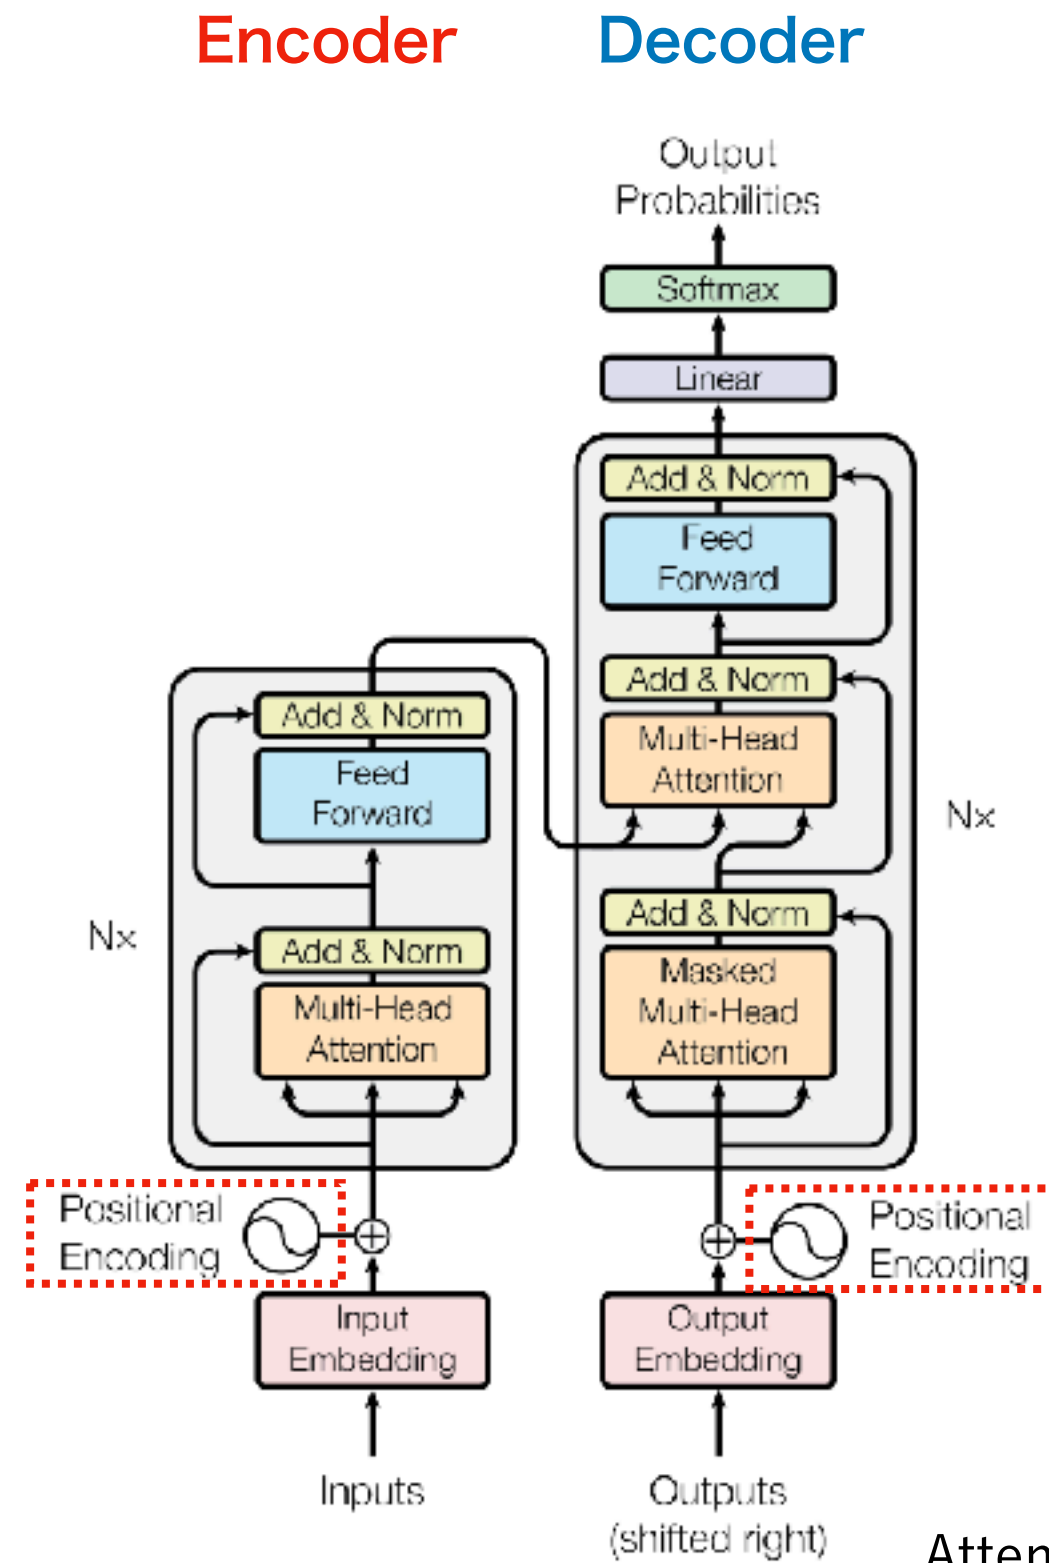 Encoder
Decoder
Output
Probabilities
Softmax
Linear
Add & Norm
Feed
Forward
Add & Norm
Multi-Head
Attention
Nx
Add & Norm
Masked
Multi-Head
Attention
Add & Norm
Feed
Forward
Nx
Add & Norm
Multi-Head
Attention
Positional
Encoding
Positional
Encoding
Input
Embedding
Output
Embedding
Inputs
Outputs
(shifted right)
Atten